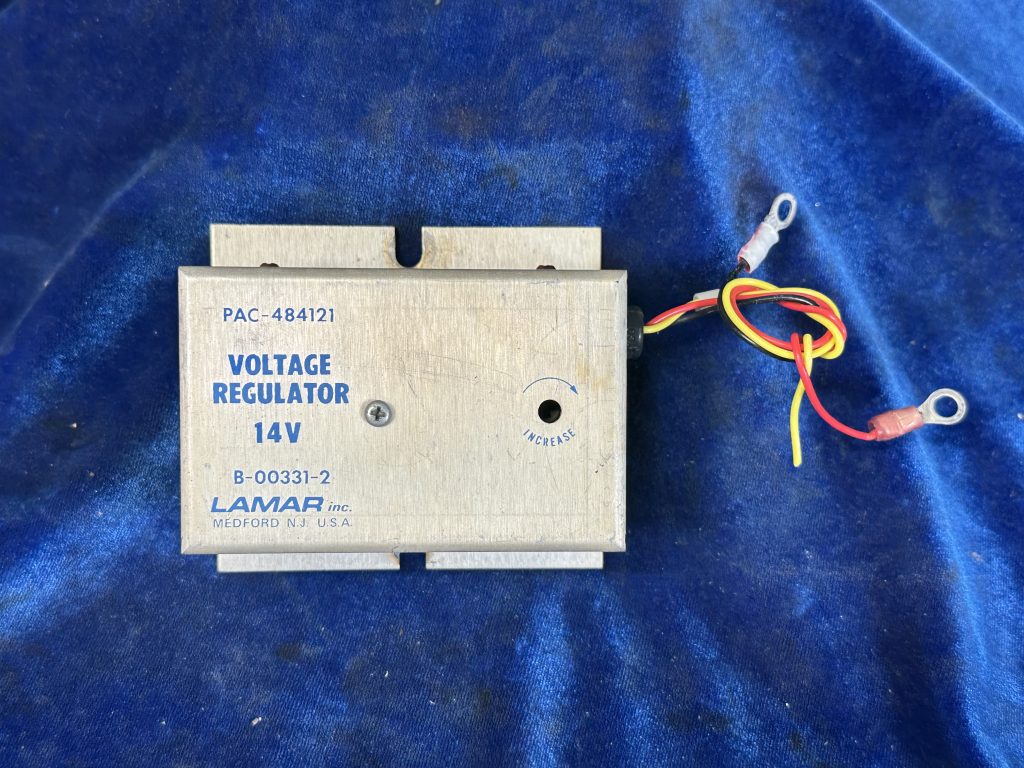 PAC-484121
VOLTAGE
REGULATOR
14V
INCREASE
B-00331-2
LAMAR inc.
MEDFORD N.J. U.S.A.